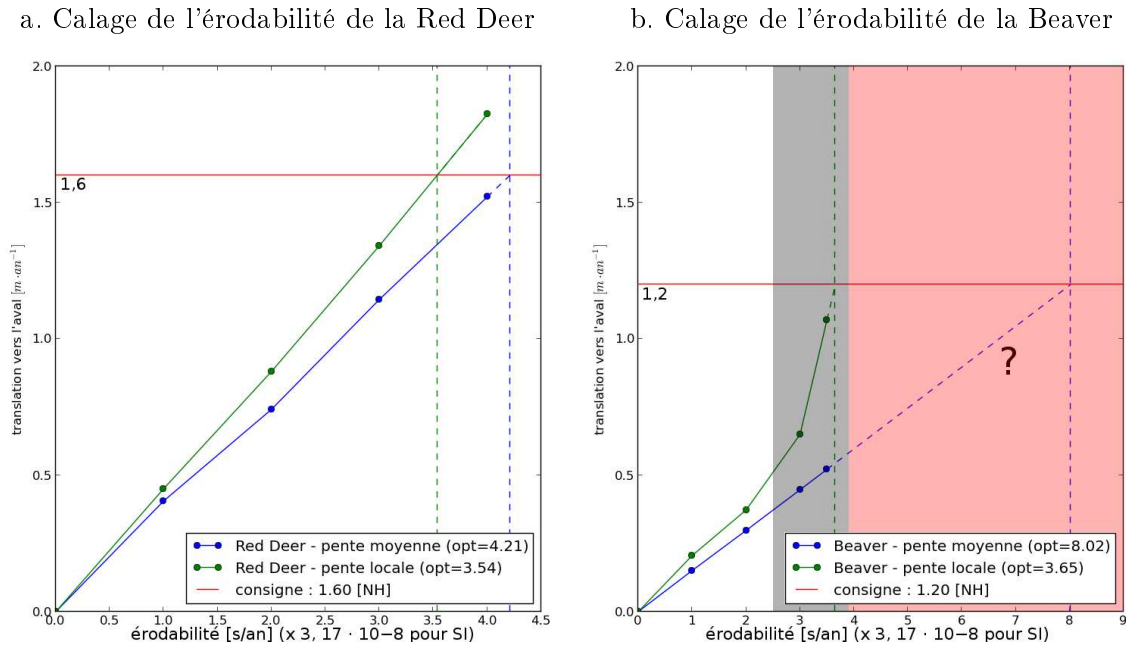 a. Calage de l'érodabilité de la Red Deer
translation vers l'aval [m·an⁻¹]
2.0
1.5
1.0
0.5
0.0
1,6
Red Deer - pente moyenne (opt=4.21)
Red Deer - pente locale (opt=3.54)
consigne : 1.60 [NH]
0.0 0.5 1.0 1.5 2.0 2.5 3.0 3.5 4.0 4.5
érodabilité [s/an] (x 3, 17 · 10−8 pour SI)
b. Calage de l'érodabilité de la Beaver
translation vers l'aval [m·an⁻¹]
2.0
1.5
1.0
0.5
0.0
1,2
?
Beaver - pente moyenne (opt=8.02)
Beaver - pente locale (opt=3.65)
consigne : 1.20 [NH]
0 1 2 3 4 5 6 7 8 9
érodabilité [s/an] (x 3, 17 · 10−8 pour SI)